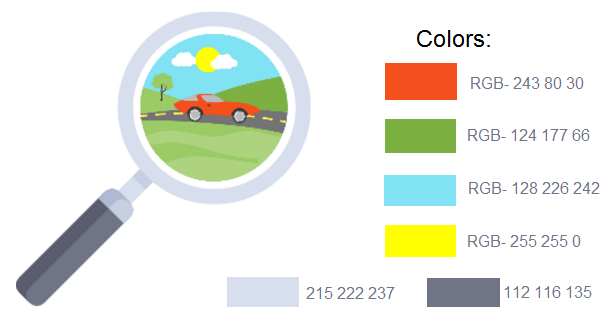 Colors:
RGB- 243 80 30
RGB- 124 177 66
RGB- 128 226 242
RGB- 255 255 0
215 222 237
112 116 135